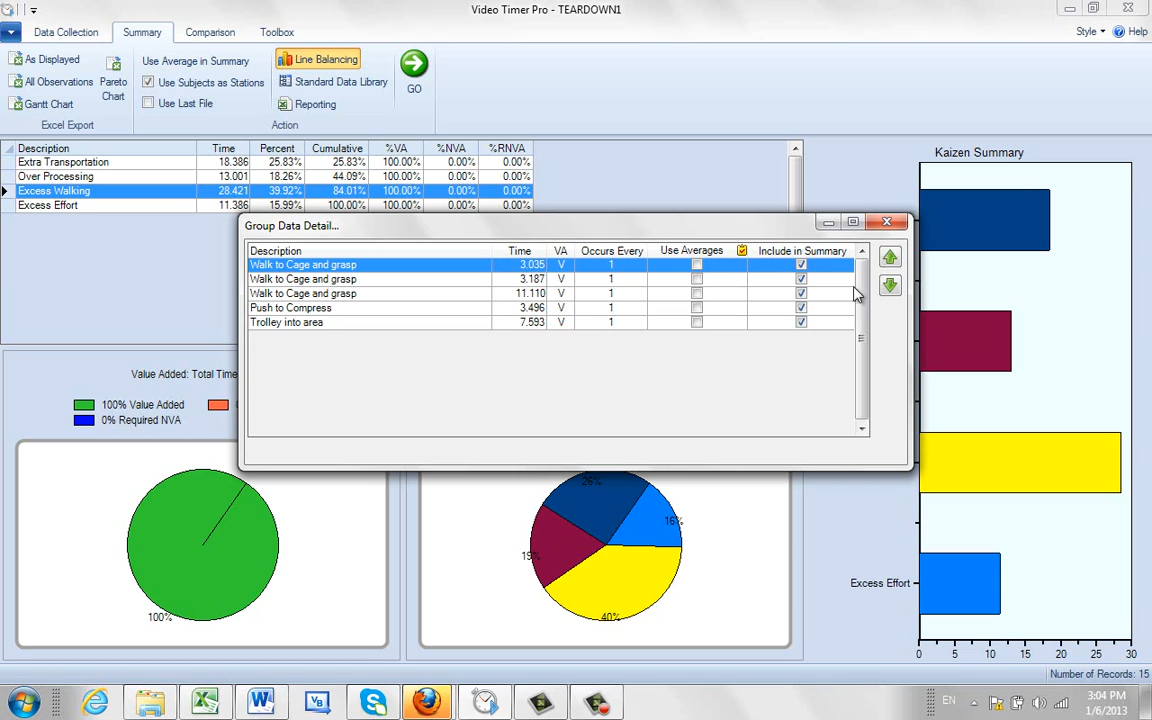 Video Timer Pro - TEARDOWN1
Data Collection Summary Comparison Toolbox Style Help
As Displayed
All Observations
Gantt Chart
Pareto Chart
Excel Export
Use Average in Summary
Use Subjects as Stations
Use Last File
Line Balancing
Standard Data Library
Reporting
GO
Action
Description Time Percent Cumulative %VA %NVA %RNVA
Extra Transportation 18.386 25.83% 25.83% 100.00% 0.00% 0.00%
Over Processing 13.001 18.26% 44.09% 100.00% 0.00% 0.00%
Excess Walking 28.421 39.92% 84.01% 100.00% 0.00% 0.00%
Excess Effort 11.386 15.99% 100.00% 100.00% 0.00% 0.00%
Group Data Detail...
Description Time VA Occurs Every Use Averages Include in Summary
Walk to Cage and grasp 3.035 V 1
Walk to Cage and grasp 3.187 V 1
Walk to Cage and grasp 11.110 V 1
Push to Compress 3.496 V 1
Trolley into area 7.593 V 1
Value Added: Total Time
100% Value Added
0% Required NVA
100%
26%
16%
19%
40%
Kaizen Summary
Excess Effort
0 5 10 15 20 25 30
Number of Records: 15
EN
3:04 PM
1/6/2013